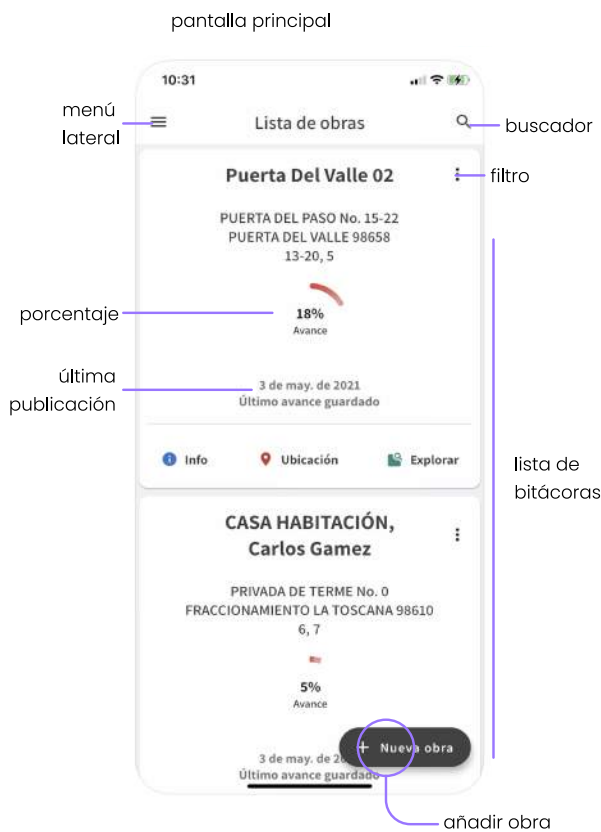 pantalla principal
10:31
menú
lateral
Lista de obras
buscador
Puerta Del Valle 02
filtro
PUERTA DEL PASO No. 15-22
PUERTA DEL VALLE 98658
13-20, 5
porcentaje
18%
Avance
última
publicación
3 de may. de 2021
Último avance guardado
Info
Ubicación
Explorar
lista de
bitácoras
CASA HABITACIÓN,
Carlos Gamez
PRIVADA DE TERME No. 0
FRACCIONAMIENTO LA TOSCANA 98610
6, 7
5%
Avance
+ Nueva obra
3 de may. de 2
Último avance guardado
añadir obra